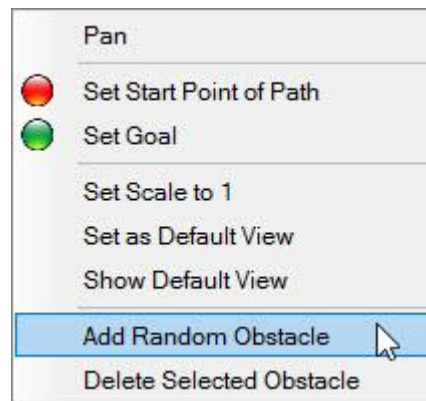 Pan
Set Start Point of Path
Set Goal
Set Scale to 1
Set as Default View
Show Default View
Add Random Obstacle
Delete Selected Obstacle